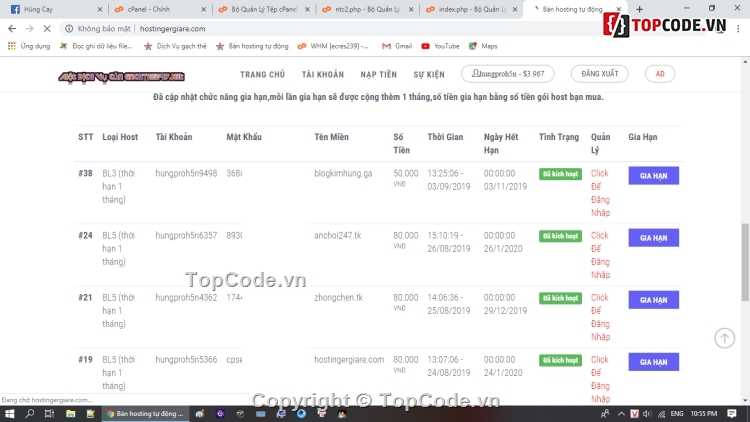 Hùng Cay
cPanel - Chính
Bộ Quản Lý Tệp cPanel
ntc2.php - Bộ Quản Lý T
index.php - Bộ Quản Lý
Bán hosting tự động
TOPCODE.VN
Không bảo mật | hostingergiare.com
Ứng dụng
Đọc ghi dữ liệu file...
Dịch Vụ gạch thẻ
Bán hosting tự động
WHM [ecres239] -...
Gmail
YouTube
Maps
TRANG CHỦ
TÀI KHOẢN
NẠP TIỀN
SỰ KIỆN
hungproh5n - $3.967
ĐĂNG XUẤT
AD
Đã cập nhật chức năng gia hạn,mỗi lần gia hạn sẽ được cộng thêm 1 tháng,số tiền gia hạn bằng số tiền gói host bạn mua.
STT Loại Host Tài Khoản Mật Khẩu Tên Miền Số Tiền Thời Gian Ngày Hết Hạn Tình Trạng Quản Lý Gia Hạn
#38 BL3 (thời hạn 1 tháng) hungproh5n9498 368 blogkimhung.ga 50.000 VNĐ 13:25:06 - 03/09/2019 00:00:00 03/11/2019 Đã kích hoạt Click Để Đăng Nhập GIA HẠN
#24 BL5 (thời hạn 1 tháng) hungproh5n6357 893 anchoi247.tk 80.000 VNĐ 15:10:19 - 26/08/2019 00:00:00 26/1/2020 Đã kích hoạt Click Để Đăng Nhập GIA HẠN
TopCode.vn
#21 BL5 (thời hạn 1 tháng) hungproh5n4362 174 zhongchen.tk 80.000 VNĐ 14:06:36 - 25/08/2019 00:00:00 29/12/2019 Đã kích hoạt Click Để Đăng Nhập GIA HẠN
#19 BL5 (thời hạn 1 tháng) hungproh5n5366 cps hostingergiare.com 80.000 VNĐ 13:07:06 - 24/08/2019 00:00:00 24/1/2020 Đã kích hoạt Click Để Đăng Nhập GIA HẠN
Copyright © TopCode.vn
Đang chờ hostingergiare.com...
Bán hosting tự động ...
ENG
10:55 PM